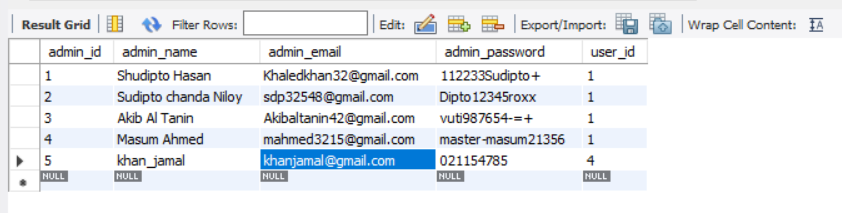 Result Grid Filter Rows: Edit: Export/Import: Wrap Cell Content: IA
admin_id admin_name admin_email admin_password user_id
1 Shudipto Hasan Khaledkhan32@gmail.com 112233Sudipto+ 1
2 Sudipto chanda Niloy sdp32548@gmail.com Dipto12345roxx 1
3 Akib Al Tanin Akibaltanin42@gmail.com vuti987654-=+ 1
4 Masum Ahmed mahmed3215@gmail.com master-masum21356 1
5 khan_jamal khanjamal@gmail.com 021154785 4
NULL NULL NULL NULL NULL